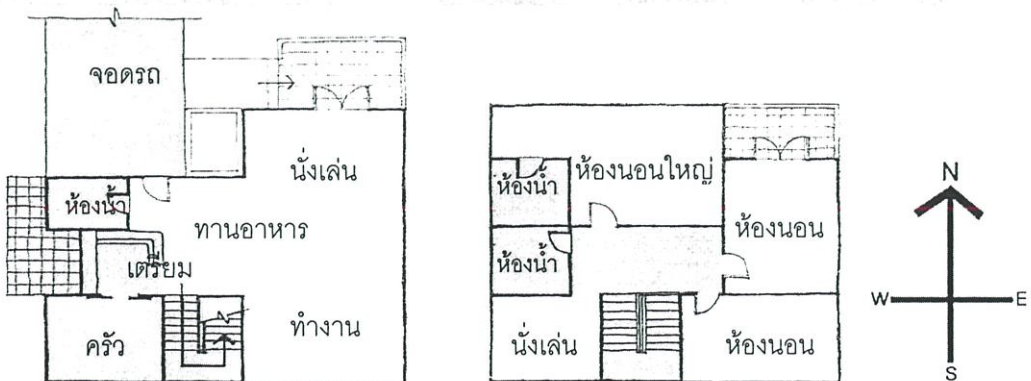 จอดรถ
นั่งเล่น
ห้องน้ำ
ทานอาหาร
เตรียม
ครัว
ทำงาน
ห้องน้ำ
ห้องนอนใหญ่
ห้องนอน
ห้องน้ำ
นั่งเล่น
ห้องนอน
N
W
E
S